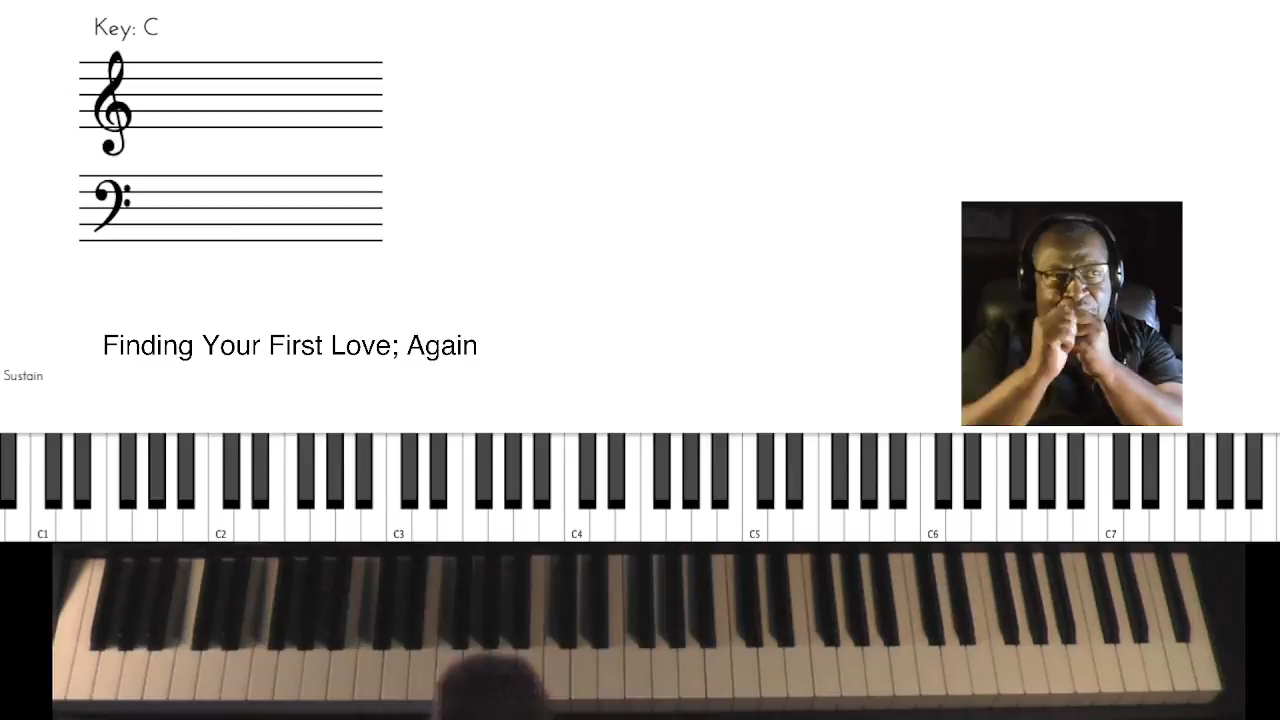 Key: C
Finding Your First Love; Again
Sustain
C1 C2 C3 C4 C5 C6 C7